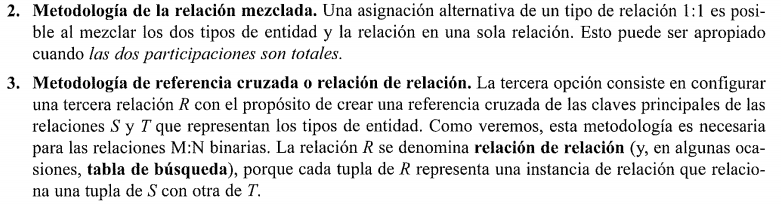 2. Metodología de la relación mezclada. Una asignación alternativa de un tipo de relación 1:1 es posi-
ble al mezclar los dos tipos de entidad y la relación en una sola relación. Esto puede ser apropiado
cuando las dos participaciones son totales.
3. Metodología de referencia cruzada o relación de relación. La tercera opción consiste en configurar
una tercera relación R con el propósito de crear una referencia cruzada de las claves principales de las
relaciones S y T que representan los tipos de entidad. Como veremos, esta metodología es necesaria
para las relaciones M:N binarias. La relación R se denomina relación de relación (y, en algunas oca-
siones, tabla de búsqueda), porque cada tupla de R representa una instancia de relación que relacio-
na una tupla de S con otra de T.